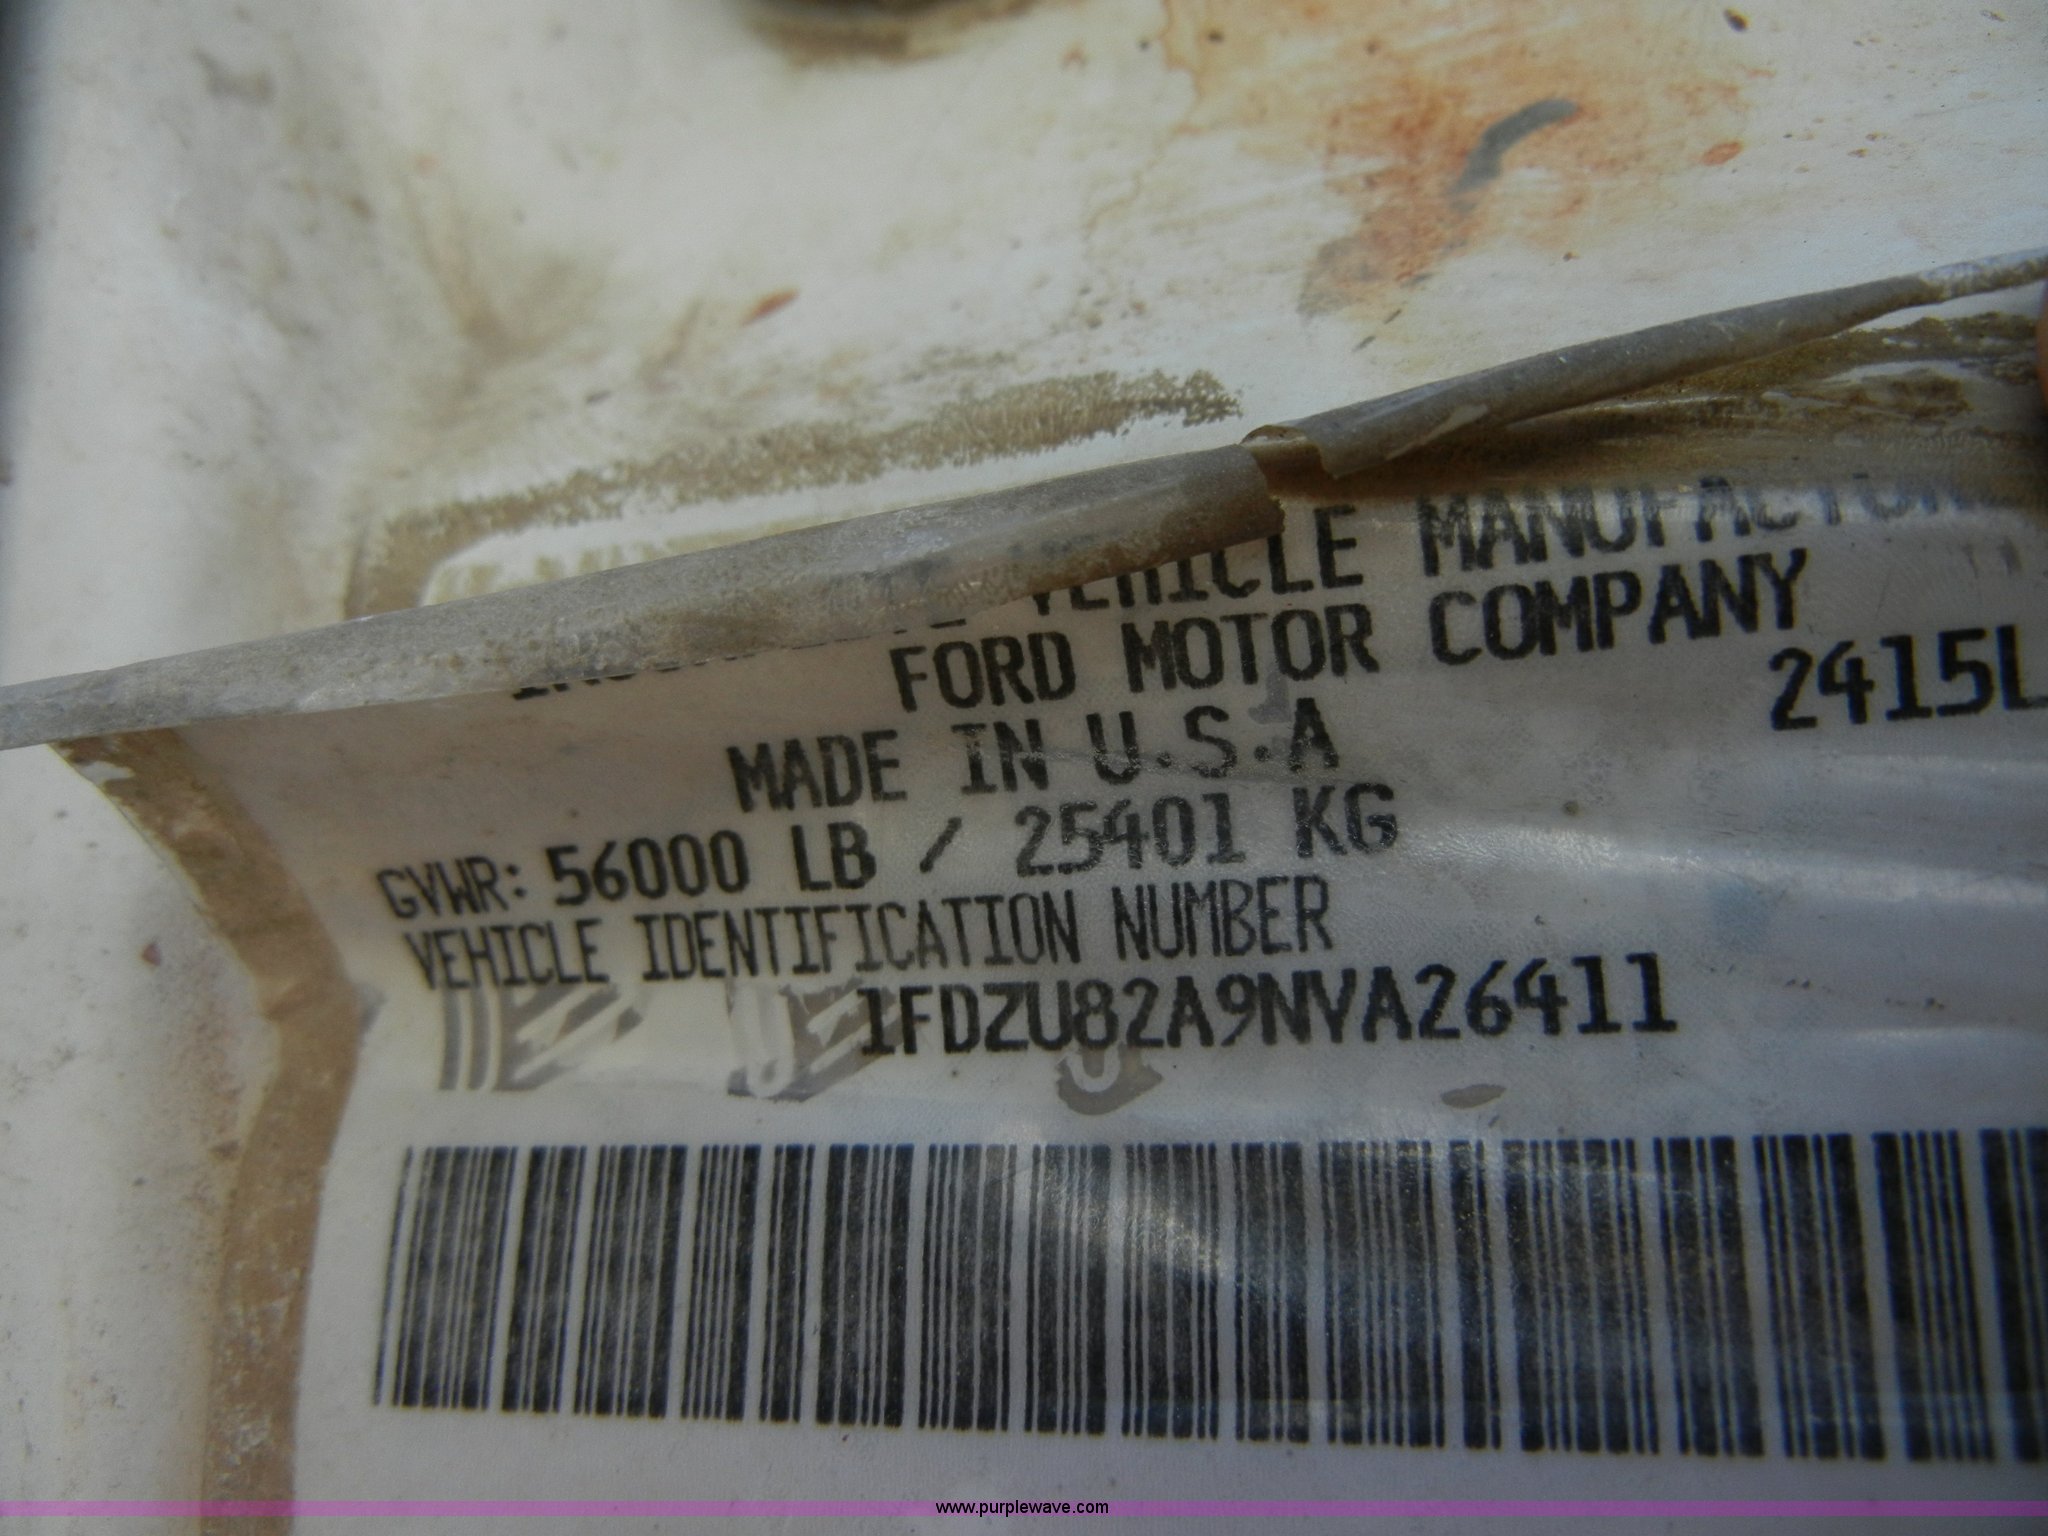 VEHICLE MANUFACTUR
FORD MOTOR COMPANY
2415L
MADE IN U.S.A
GVWR: 56000 LB / 25401 KG
VEHICLE IDENTIFICATION NUMBER
1FDZU82A9NVA26411
www.purplewave.com